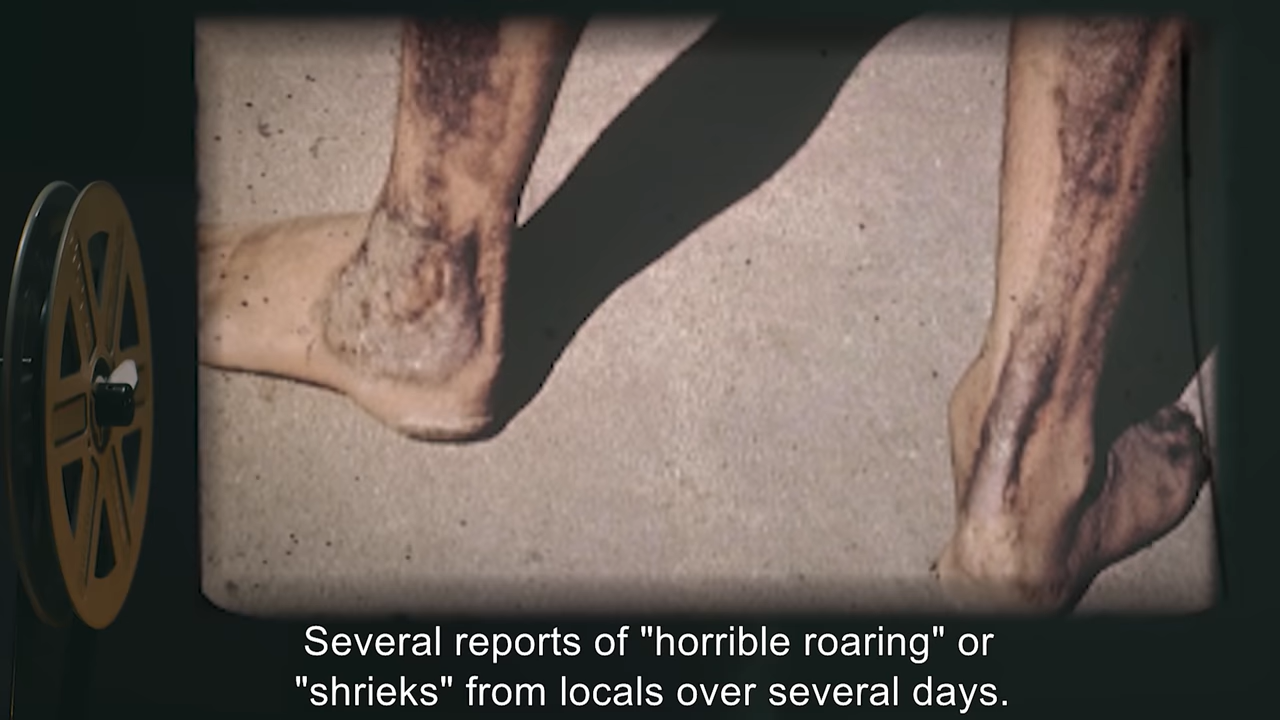 Several reports of "horrible roaring" or
"shrieks" from locals over several days.